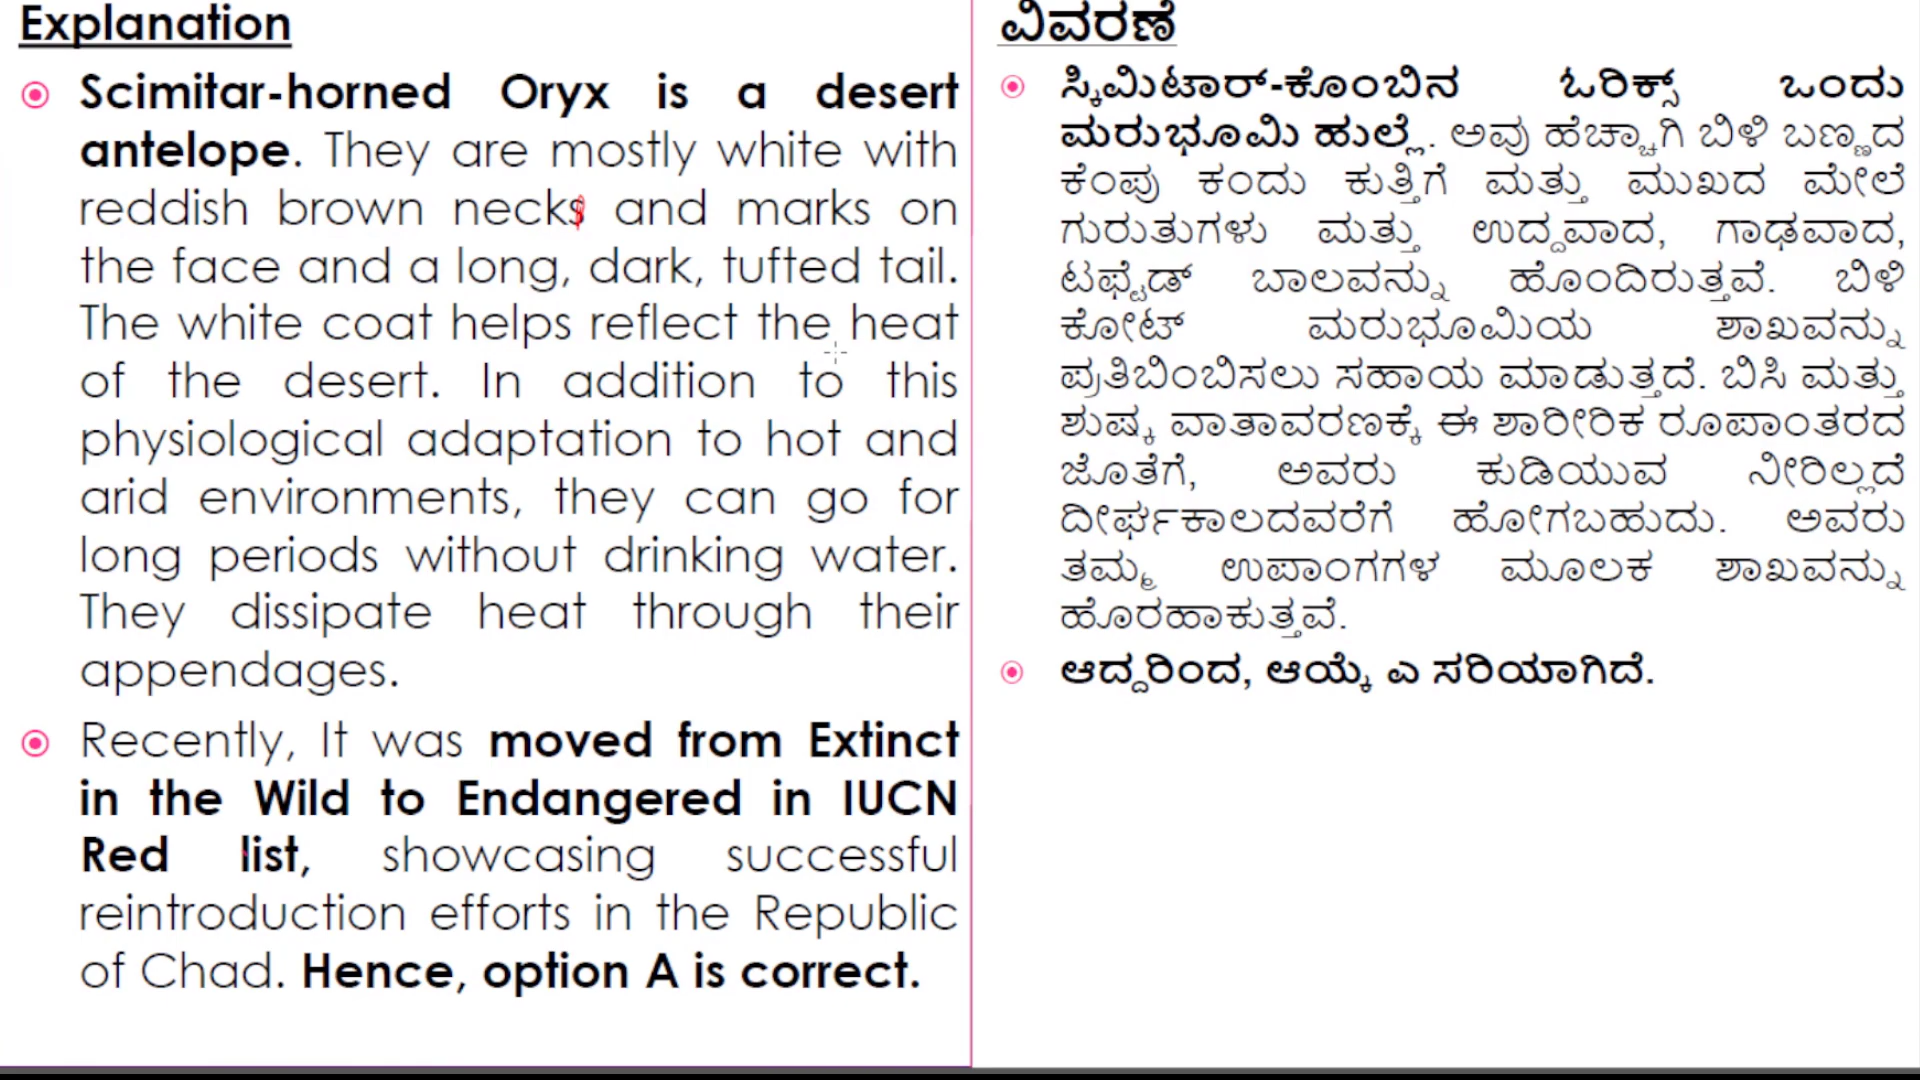 Explanation
Scimitar-horned Oryx is a desert
antelope. They are mostly white with
reddish brown necks and marks on
the face and a long, dark, tufted tail.
The white coat helps reflect the heat
of the desert. In addition to this
physiological adaptation to hot and
arid environments, they can go for
long periods without drinking water.
They dissipate heat through their
appendages.
Recently, It was moved from Extinct
in the Wild to Endangered in IUCN
Red list, showcasing successful
reintroduction efforts in the Republic
of Chad. Hence, option A is correct.
ವಿವರಣೆ
ಸ್ಕಿಮಿಟಾರ್-ಕೊಂಬಿನ ಓರಿಕ್ಸ್ ಒಂದು
ಮರುಭೂಮಿ ಹುಲ್ಲೆ. ಅವು ಹೆಚ್ಚಾಗಿ ಬಿಳಿ ಬಣ್ಣದ
ಕೆಂಪು ಕಂದು ಕುತ್ತಿಗೆ ಮತ್ತು ಮುಖದ ಮೇಲೆ
ಗುರುತುಗಳು ಮತ್ತು ಉದ್ದವಾದ, ಗಾಢವಾದ,
ಟಫ್ಟೆಡ್ ಬಾಲವನ್ನು ಹೊಂದಿರುತ್ತವೆ. ಬಿಳಿ
ಕೋಟ್ ಮರುಭೂಮಿಯ ಶಾಖವನ್ನು
ಪ್ರತಿಬಿಂಬಿಸಲು ಸಹಾಯ ಮಾಡುತ್ತದೆ. ಬಿಸಿ ಮತ್ತು
ಶುಷ್ಕ ವಾತಾವರಣಕ್ಕೆ ಈ ಶಾರೀರಿಕ ರೂಪಾಂತರದ
ಜೊತೆಗೆ, ಅವರು ಕುಡಿಯುವ ನೀರಿಲ್ಲದೆ
ದೀರ್ಘಕಾಲದವರೆಗೆ ಹೋಗಬಹುದು. ಅವರು
ತಮ್ಮ ಉಪಾಂಗಗಳ ಮೂಲಕ ಶಾಖವನ್ನು
ಹೊರಹಾಕುತ್ತವೆ.
ಆದ್ದರಿಂದ, ಆಯ್ಕೆ ಎ ಸರಿಯಾಗಿದೆ.